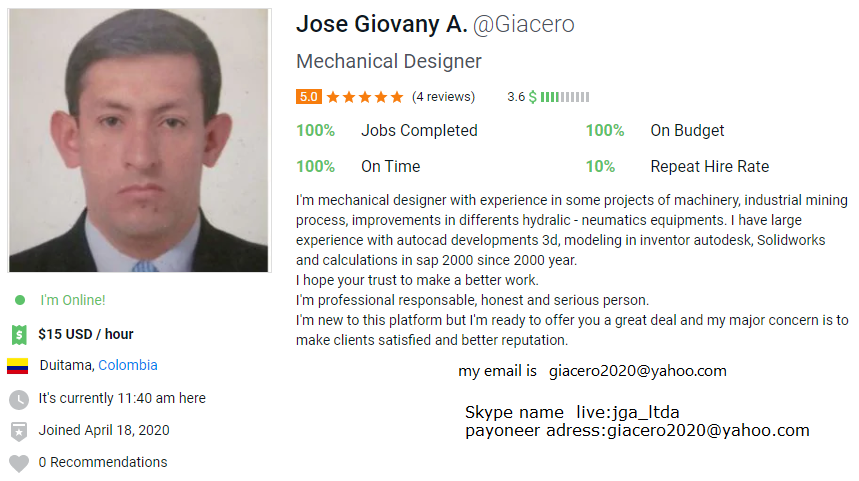 Jose Giovany A. @Giacero
Mechanical Designer
5.0 (4 reviews) 3.6 $
100% Jobs Completed 100% On Budget
100% On Time 10% Repeat Hire Rate
I'm mechanical designer with experience in some projects of machinery, industrial mining
process, improvements in differents hydralic - neumatics equipments. I have large
experience with autocad developments 3d, modeling in inventor autodesk, Solidworks
and calculations in sap 2000 since 2000 year.
I hope your trust to make a better work.
I'm professional responsable, honest and serious person.
I'm new to this platform but I'm ready to offer you a great deal and my major concern is to
make clients satisfied and better reputation.
my email is giacero2020@yahoo.com
Skype name live:jga_ltda
payoneer adress:giacero2020@yahoo.com
I'm Online!
$ $15 USD / hour
Duitama, Colombia
It's currently 11:40 am here
Joined April 18, 2020
0 Recommendations